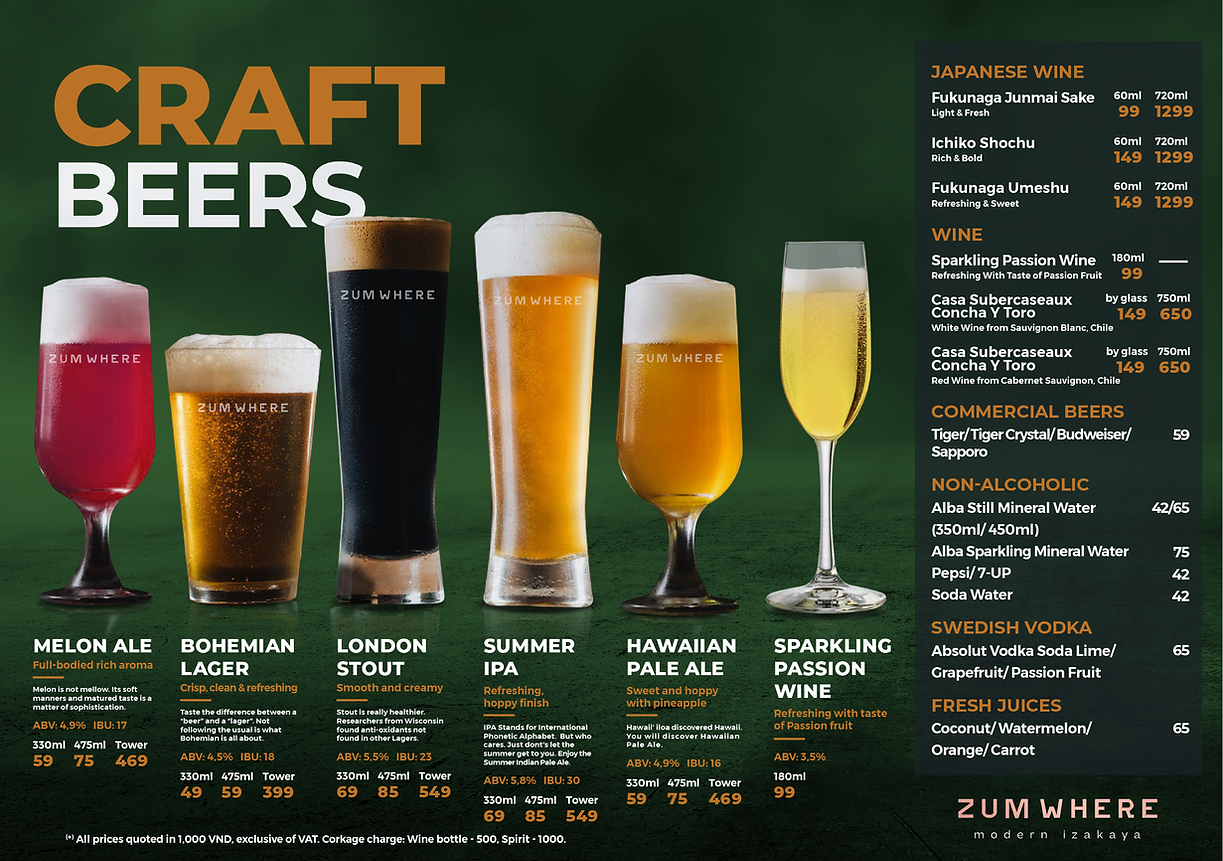 CRAFT
BEERS
ZUMWHERE
ZUMWHERE
ZUMWHERE
ZUMWHERE
ZUMWHERE
MELON ALE
Full-bodied rich aroma
Melon is not mellow. Its soft
manners and matured taste is a
matter of sophistication.
ABV: 4,9% IBU: 17
330ml 475ml Tower
59 75 469
BOHEMIAN
LAGER
Crisp, clean & refreshing
Taste the difference between a
"beer" and a "lager". Not
following the usual is what
Bohemian is all about.
ABV: 4,5% IBU: 18
330ml 475ml Tower
49 59 399
LONDON
STOUT
Smooth and creamy
Stout is really healthier.
Researchers from Wisconsin
found anti-oxidants not
found in other Lagers.
ABV: 5,5% IBU: 23
330ml 475ml Tower
69 85 549
SUMMER
IPA
Refreshing,
hoppy finish
IPA Stands for International
Phonetic Alphabet. But who
cares. Just dont's let the
summer get to you. Enjoy the
Summer Indian Pale Ale.
ABV: 5,8% IBU: 30
330ml 475ml Tower
69 85 549
HAWAIIAN
PALE ALE
Sweet and hoppy
with pineapple
Hawai'' iloa discovered Hawaii.
You will discover Hawaiian
Pale Ale.
ABV: 4,9% IBU: 16
330ml 475ml Tower
59 75 469
SPARKLING
PASSION
WINE
Refreshing with taste
of Passion fruit
ABV: 3,5%
180ml
99
(*) All prices quoted in 1,000 VND, exclusive of VAT. Corkage charge: Wine bottle - 500, Spirit - 1000.
JAPANESE WINE
Fukunaga Junmai Sake 60ml 720ml
Light & Fresh 99 1299
Ichiko Shochu 60ml 720ml
Rich & Bold 149 1299
Fukunaga Umeshu 60ml 720ml
Refreshing & Sweet 149 1299
WINE
Sparkling Passion Wine 180ml
Refreshing With Taste of Passion Fruit 99
Casa Subercaseaux by glass 750ml
Concha Y Toro 149 650
White Wine from Sauvignon Blanc, Chile
Casa Subercaseaux by glass 750ml
Concha Y Toro 149 650
Red Wine from Cabernet Sauvignon, Chile
COMMERCIAL BEERS
Tiger/Tiger Crystal/Budweiser/ 59
Sapporo
NON-ALCOHOLIC
Alba Still Mineral Water 42/65
(350ml/450ml)
Alba Sparkling Mineral Water 75
Pepsi/7-UP 42
Soda Water 42
SWEDISH VODKA
Absolut Vodka Soda Lime/ 65
Grapefruit/Passion Fruit
FRESH JUICES
Coconut/Watermelon/ 65
Orange/Carrot
ZUMWHERE
modern izakaya